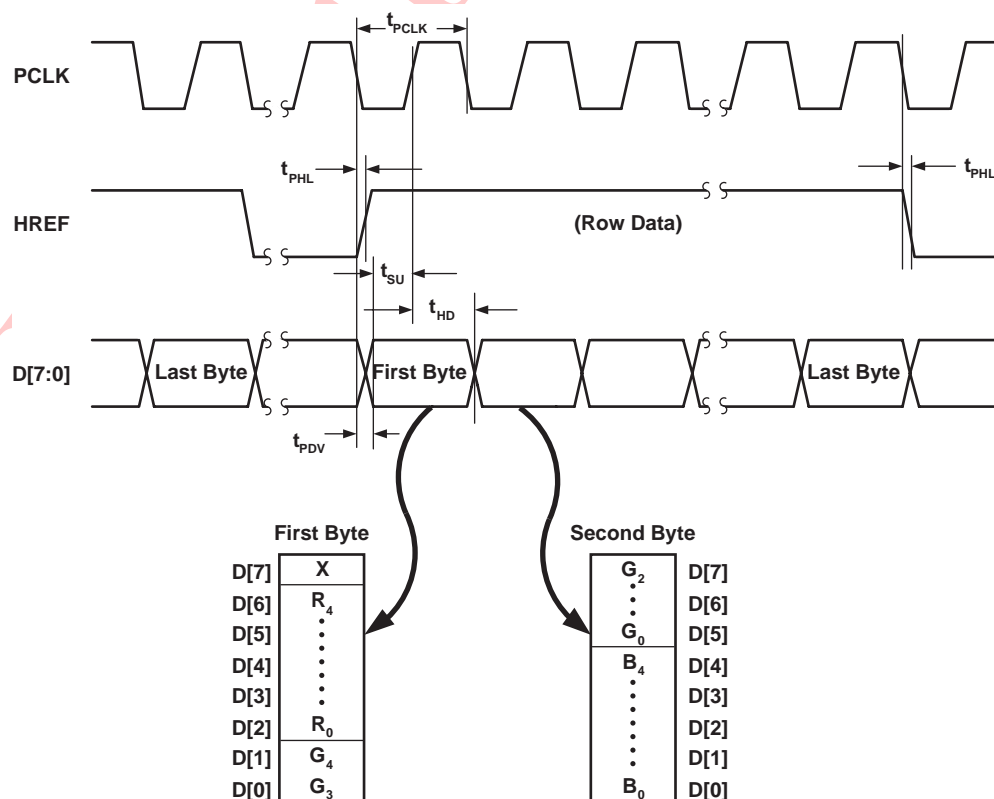 tPCLK
PCLK
tPHL
tPHL
HREF
(Row Data)
tSU
tHD
D[7:0]
Last Byte
First Byte
Last Byte
tPDV
First Byte
Second Byte
D[7]
X
G2
D[7]
D[6]
R4
D[6]
D[5]
G0
D[5]
D[4]
B4
D[4]
D[3]
D[3]
D[2]
R0
D[2]
D[1]
G4
D[1]
D[0]
G3
B0
D[0]